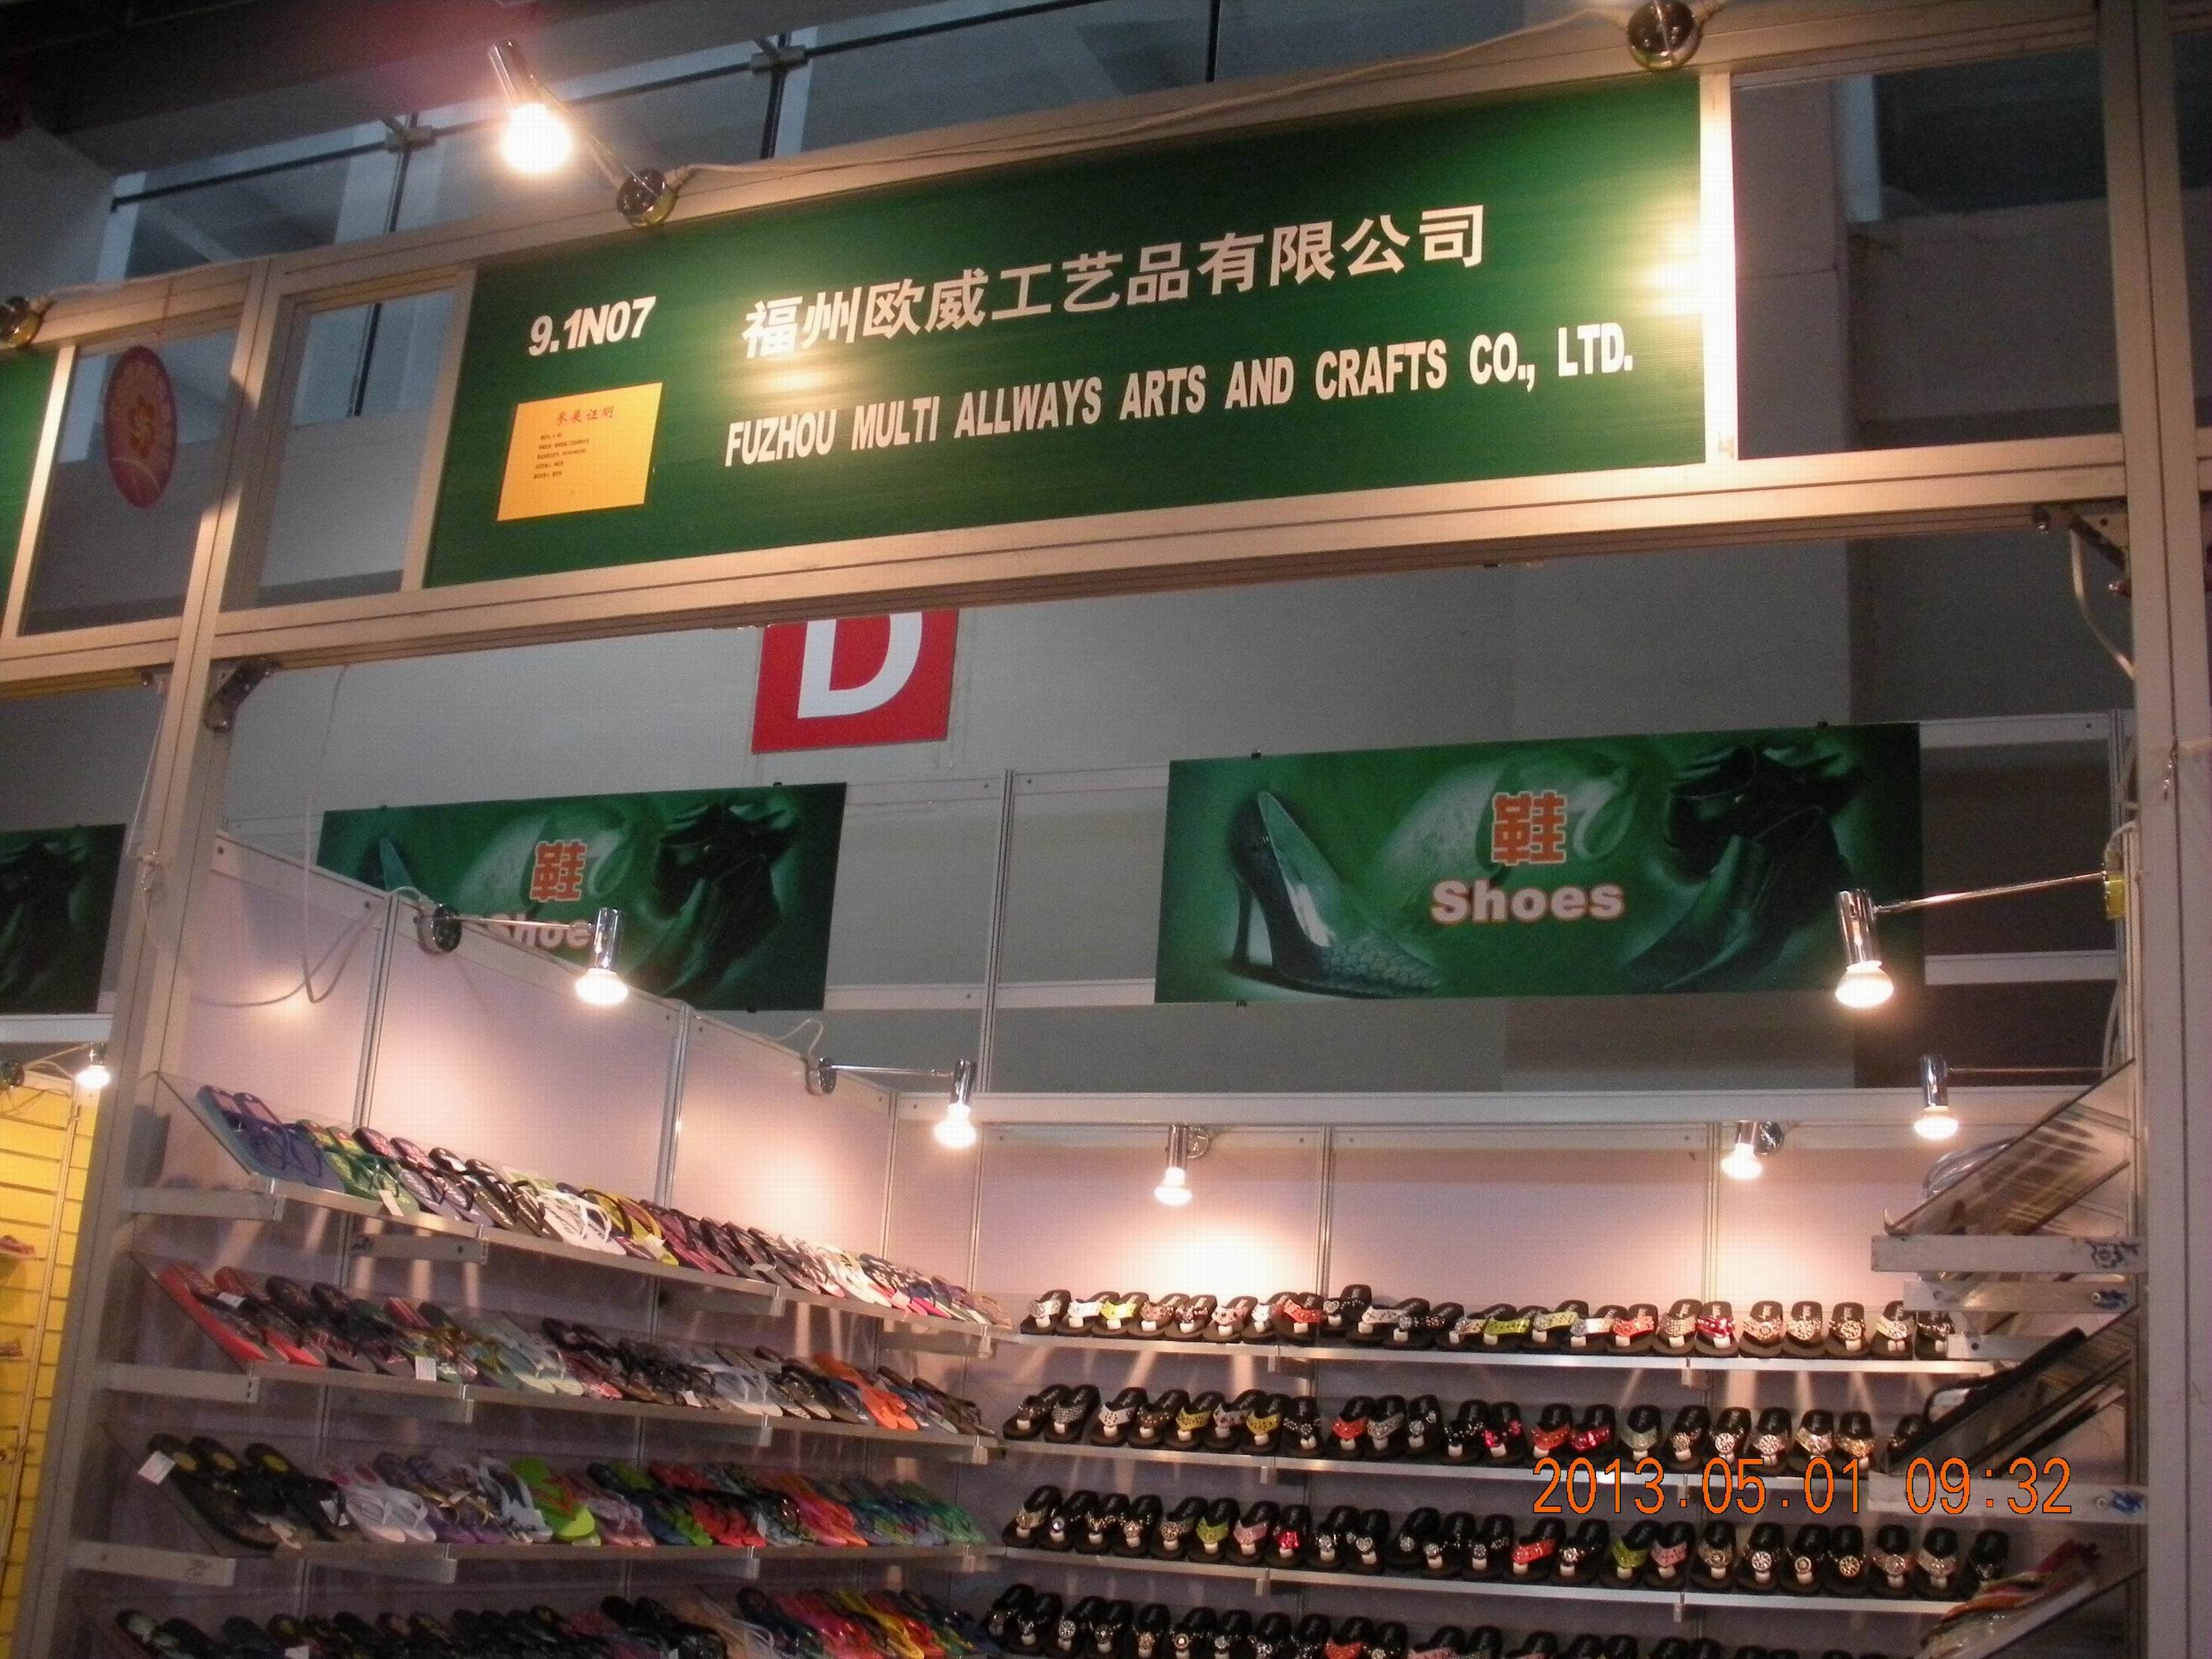 9.1N07
福州欧威工艺品有限公司
FUZHOU MULTI ALLWAYS ARTS AND CRAFTS CO., LTD.
参展证明
D
鞋
Shoes
鞋
Shoes
2013.05.01 09:32